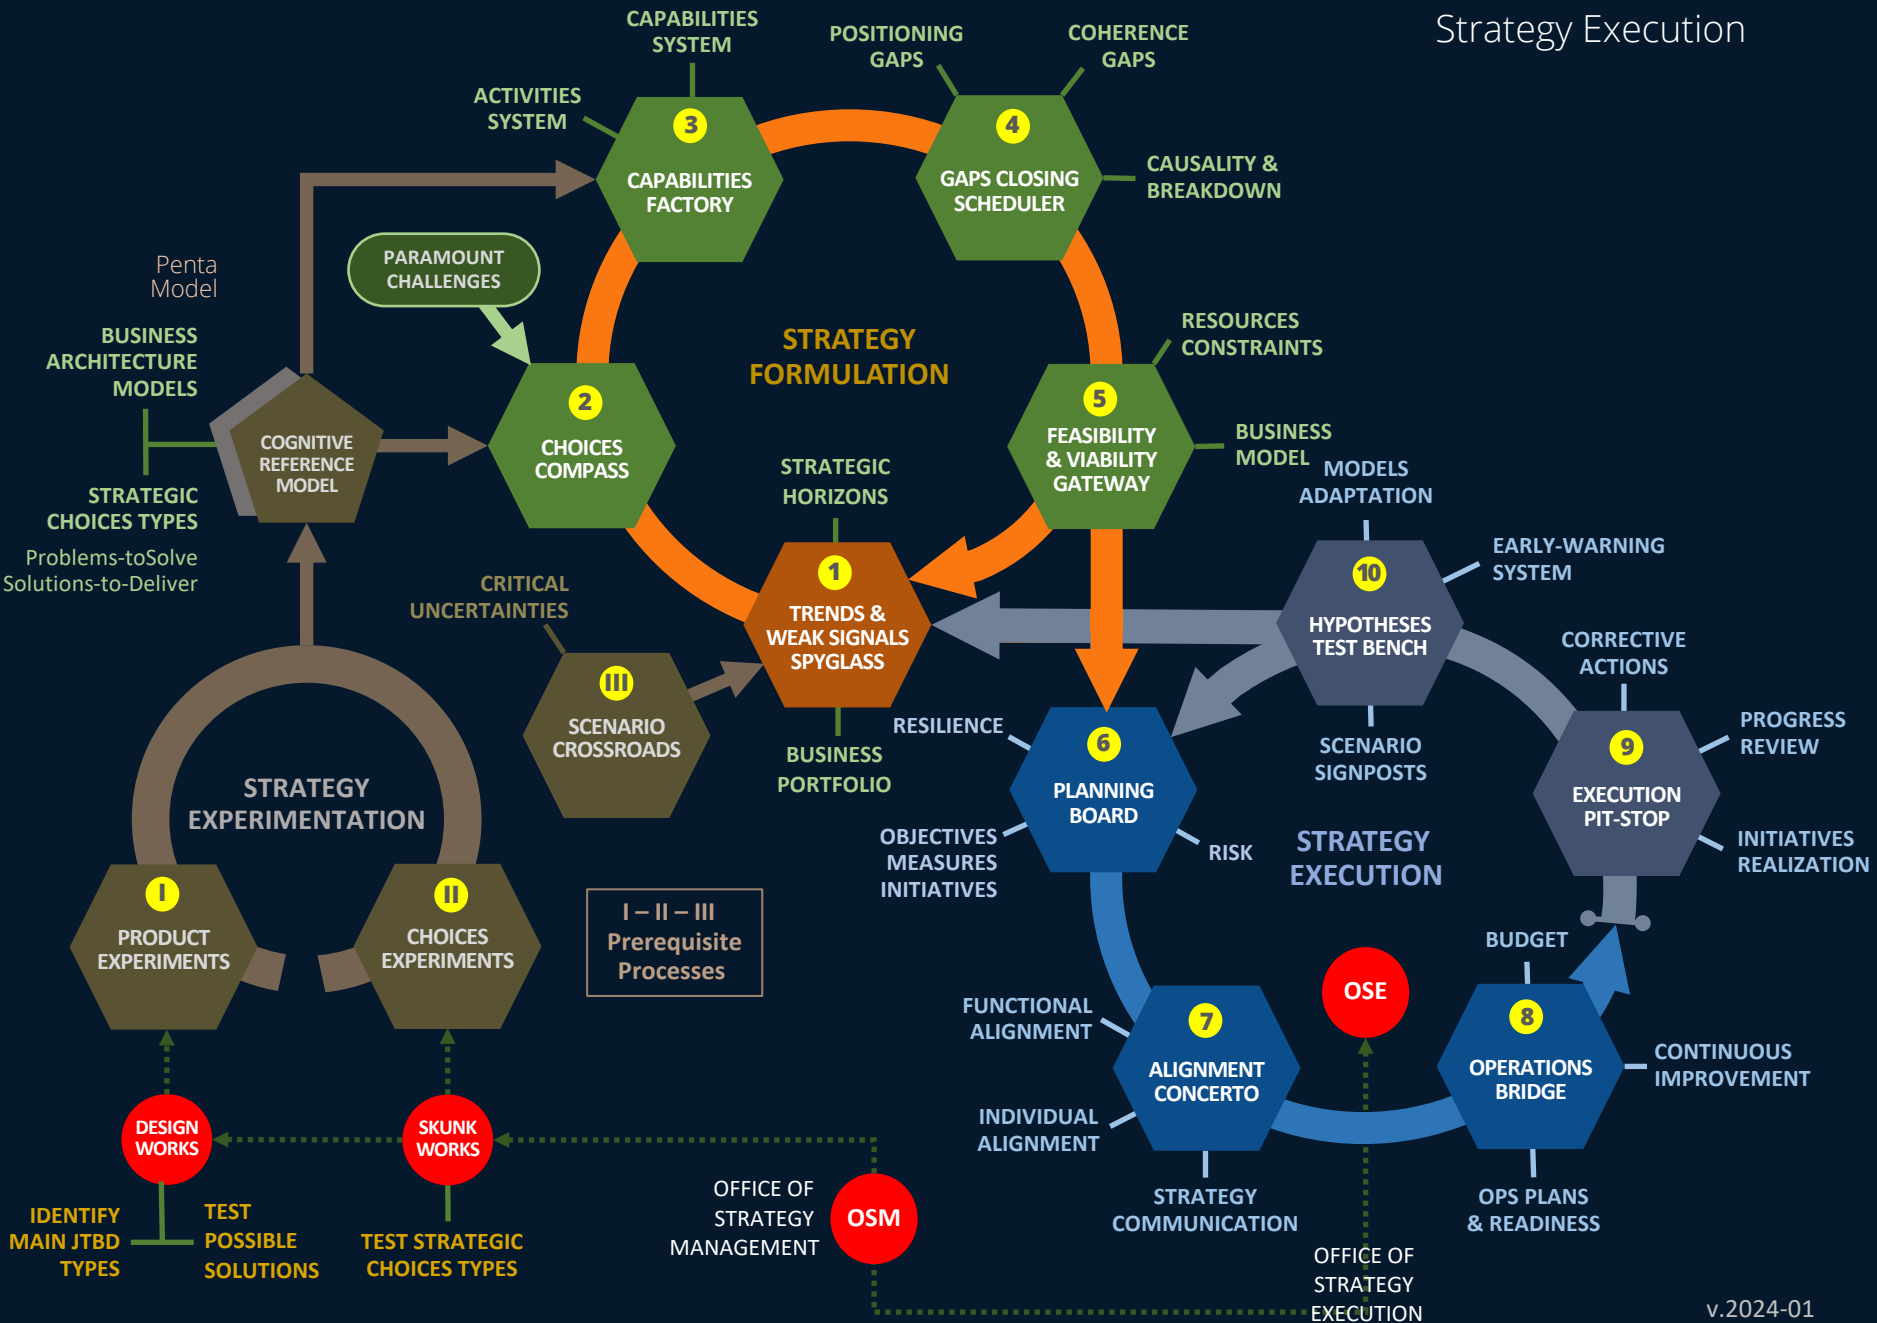 Strategy Execution
CAPABILITIES
SYSTEM
POSITIONING
GAPS
COHERENCE
GAPS
ACTIVITIES
SYSTEM
3
CAPABILITIES
FACTORY
4
GAPS CLOSING
SCHEDULER
CAUSALITY &
BREAKDOWN
PARAMOUNT
CHALLENGES
Penta
Model
BUSINESS
ARCHITECTURE
MODELS
STRATEGY
FORMULATION
RESOURCES
CONSTRAINTS
2
CHOICES
COMPASS
5
FEASIBILITY
& VIABILITY
GATEWAY
BUSINESS
MODEL
COGNITIVE
REFERENCE
MODEL
STRATEGIC
CHOICES TYPES
Problems-toSolve
Solutions-to-Deliver
STRATEGIC
HORIZONS
MODELS
ADAPTATION
EARLY-WARNING
SYSTEM
CRITICAL
UNCERTAINTIES
1
TRENDS &
WEAK SIGNALS
SPYGLASS
10
HYPOTHESES
TEST BENCH
CORRECTIVE
ACTIONS
III
SCENARIO
CROSSROADS
BUSINESS
PORTFOLIO
RESILIENCE
6
PLANNING
BOARD
SCENARIO
SIGNPOSTS
9
EXECUTION
PIT-STOP
PROGRESS
REVIEW
INITIATIVES
REALIZATION
STRATEGY
EXPERIMENTATION
OBJECTIVES
MEASURES
INITIATIVES
RISK
STRATEGY
EXECUTION
I
PRODUCT
EXPERIMENTS
II
CHOICES
EXPERIMENTS
I – II – III
Prerequisite
Processes
BUDGET
OSE
FUNCTIONAL
ALIGNMENT
7
ALIGNMENT
CONCERTO
8
OPERATIONS
BRIDGE
CONTINUOUS
IMPROVEMENT
INDIVIDUAL
ALIGNMENT
DESIGN
WORKS
SKUNK
WORKS
STRATEGY
COMMUNICATION
OPS PLANS
& READINESS
IDENTIFY
MAIN JTBD
TYPES
TEST
POSSIBLE
SOLUTIONS
TEST STRATEGIC
CHOICES TYPES
OFFICE OF
STRATEGY
MANAGEMENT
OSM
OFFICE OF
STRATEGY
EXECUTION
v.2024-01